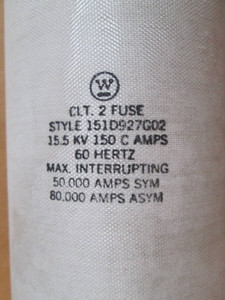 CLT. 2 FUSE
STYLE 151D927G02
15.5 KV 150 C AMPS
60 HERTZ
MAX. INTERRUPTING
50,000 AMPS SYM
80,000 AMPS ASYM